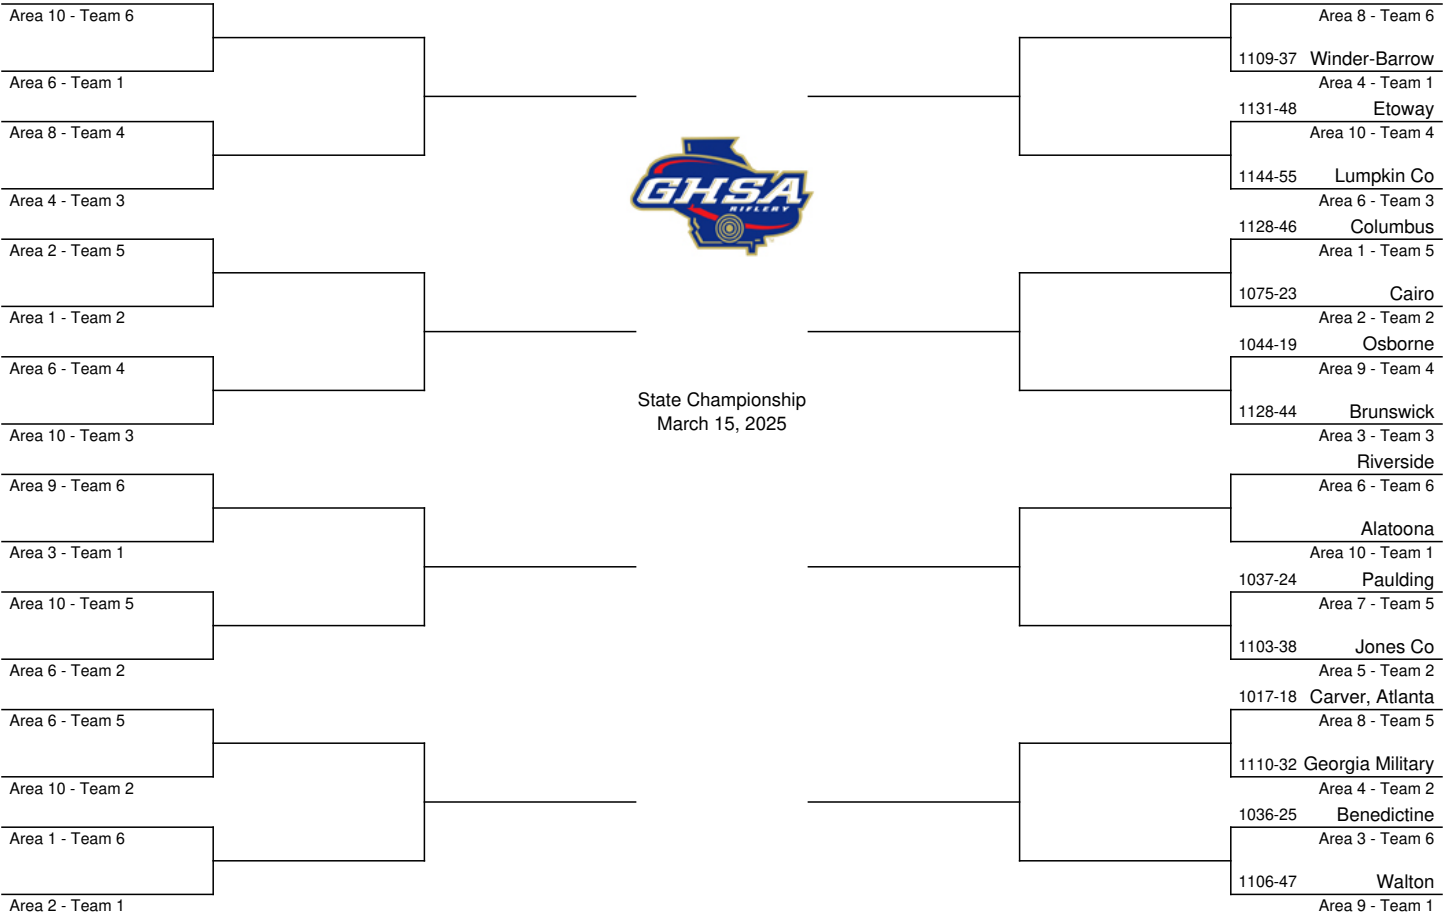 Area 10 - Team 6
Area 6 - Team 1
Area 8 - Team 4
Area 4 - Team 3
Area 2 - Team 5
Area 1 - Team 2
Area 6 - Team 4
Area 10 - Team 3
Area 9 - Team 6
Area 3 - Team 1
Area 10 - Team 5
Area 6 - Team 2
Area 6 - Team 5
Area 10 - Team 2
Area 1 - Team 6
Area 2 - Team 1
GHSA
RIFLERY
State Championship
March 15, 2025
Area 8 - Team 6
1109-37 Winder-Barrow
Area 4 - Team 1
1131-48 Etoway
Area 10 - Team 4
1144-55 Lumpkin Co
Area 6 - Team 3
1128-46 Columbus
Area 1 - Team 5
1075-23 Cairo
Area 2 - Team 2
1044-19 Osborne
Area 9 - Team 4
1128-44 Brunswick
Area 3 - Team 3
Riverside
Area 6 - Team 6
Alatoona
Area 10 - Team 1
1037-24 Paulding
Area 7 - Team 5
1103-38 Jones Co
Area 5 - Team 2
1017-18 Carver, Atlanta
Area 8 - Team 5
1110-32 Georgia Military
Area 4 - Team 2
1036-25 Benedictine
Area 3 - Team 6
1106-47 Walton
Area 9 - Team 1